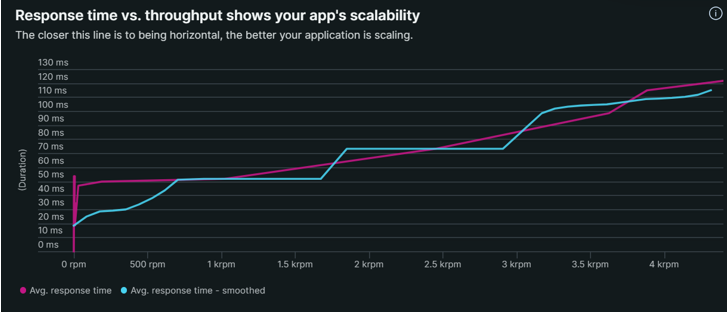 Response time vs. throughput shows your app's scalability
The closer this line is to being horizontal, the better your application is scaling.
130 ms
120 ms
110 ms
100 ms
90 ms
80 ms
70 ms
60 ms
50 ms
40 ms
30 ms
20 ms
10 ms
0 ms
(Duration)
0 rpm
500 rpm
1 krpm
1.5 krpm
2 krpm
2.5 krpm
3 krpm
3.5 krpm
4 krpm
Avg. response time
Avg. response time - smoothed